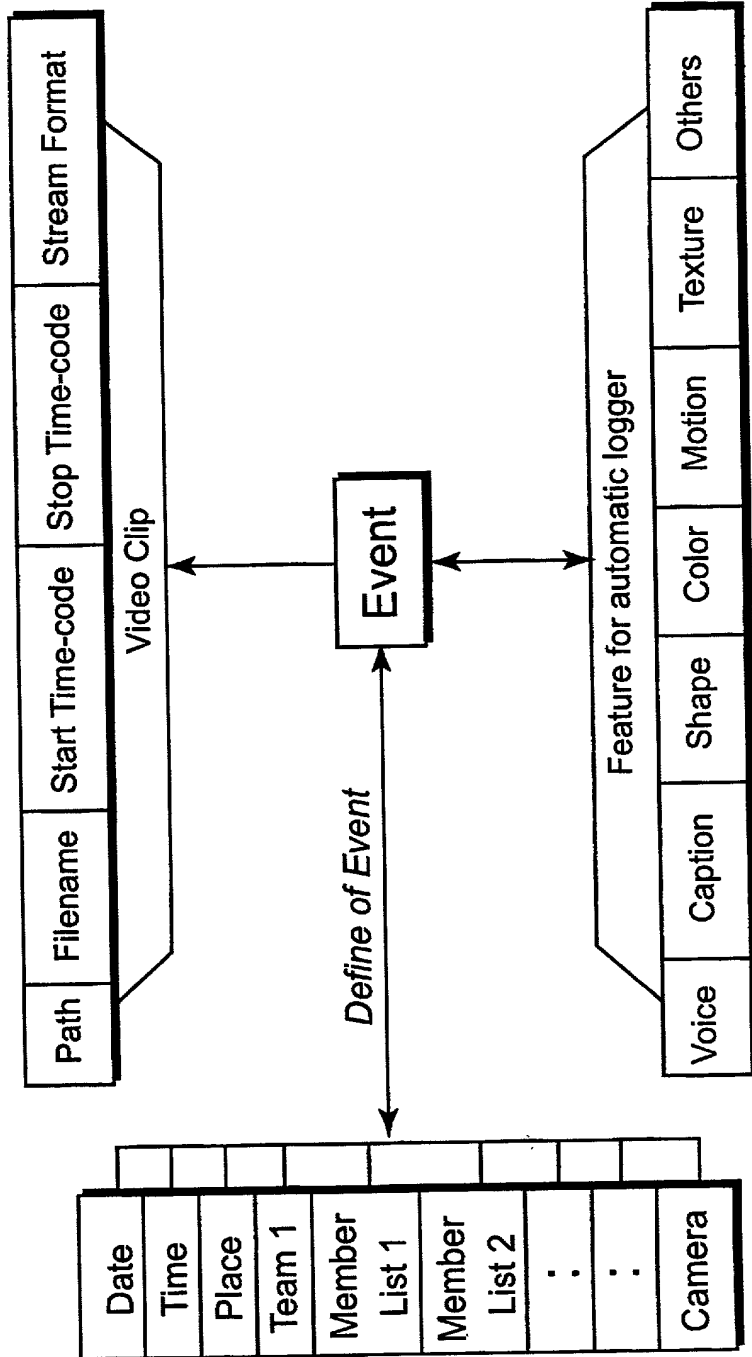 Path
Filename
Start Time-code
Stop Time-code
Stream Format
Video Clip
Date
Time
Place
Team 1
Member
List 1
Member
List 2
:
:
Camera
Define of Event
Event
Feature for automatic logger
Voice
Caption
Shape
Color
Motion
Texture
Others